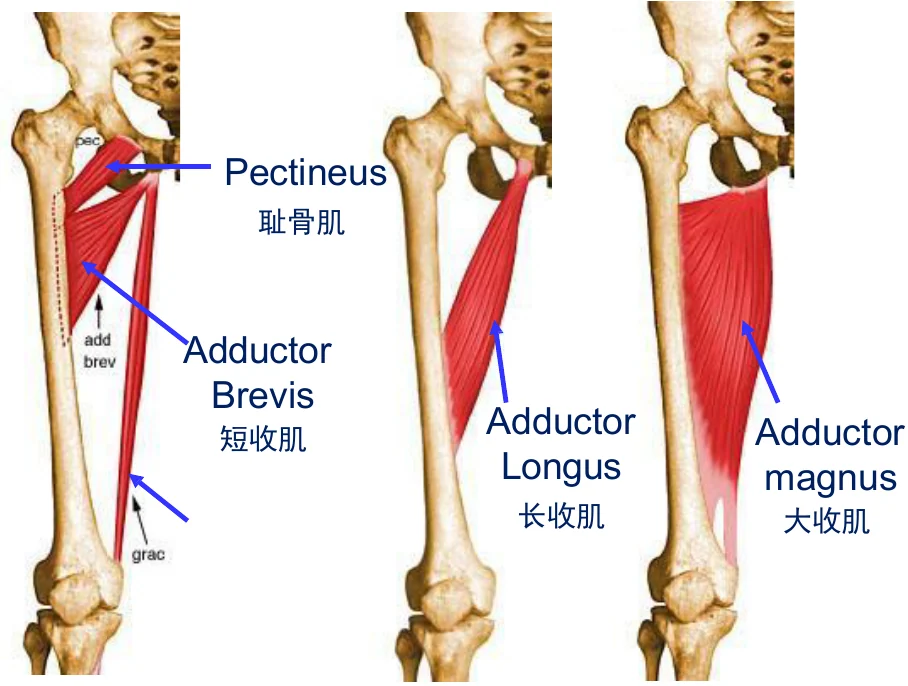 pec
Pectineus
耻骨肌
add
brev
Adductor
Brevis
短收肌
grac
Adductor
Longus
长收肌
Adductor
magnus
大收肌